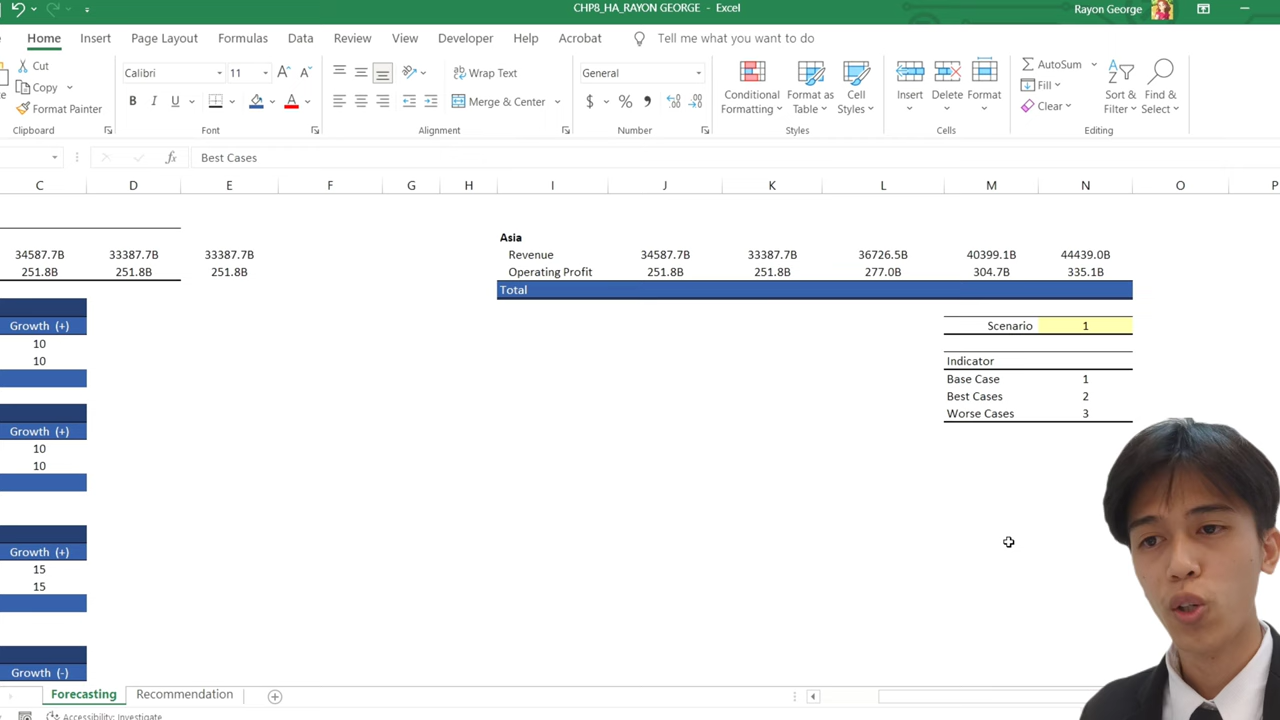 CHP8_HA_RAYON GEORGE - Excel
Rayon George
Home Insert Page Layout Formulas Data Review View Developer Help Acrobat Tell me what you want to do
Cut
Copy
Format Painter
Clipboard
Calibri 11
B I U
Font
Wrap Text
Merge & Center
Alignment
General
$ % ,
Number
Conditional Formatting
Format as Table
Cell Styles
Styles
Insert
Delete
Format
Cells
AutoSum
Fill
Clear
Sort & Filter
Find & Select
Editing
fx Best Cases
C D E F G H I J K L M N O P
34587.7B 33387.7B 33387.7B
251.8B 251.8B 251.8B
Growth (+)
10
10
Growth (+)
10
10
Growth (+)
15
15
Growth (-)
Asia
Revenue 34587.7B 33387.7B 36726.5B 40399.1B 44439.0B
Operating Profit 251.8B 251.8B 277.0B 304.7B 335.1B
Total
Scenario 1
Indicator
Base Case 1
Best Cases 2
Worse Cases 3
Forecasting Recommendation
Accessibility: Investigate